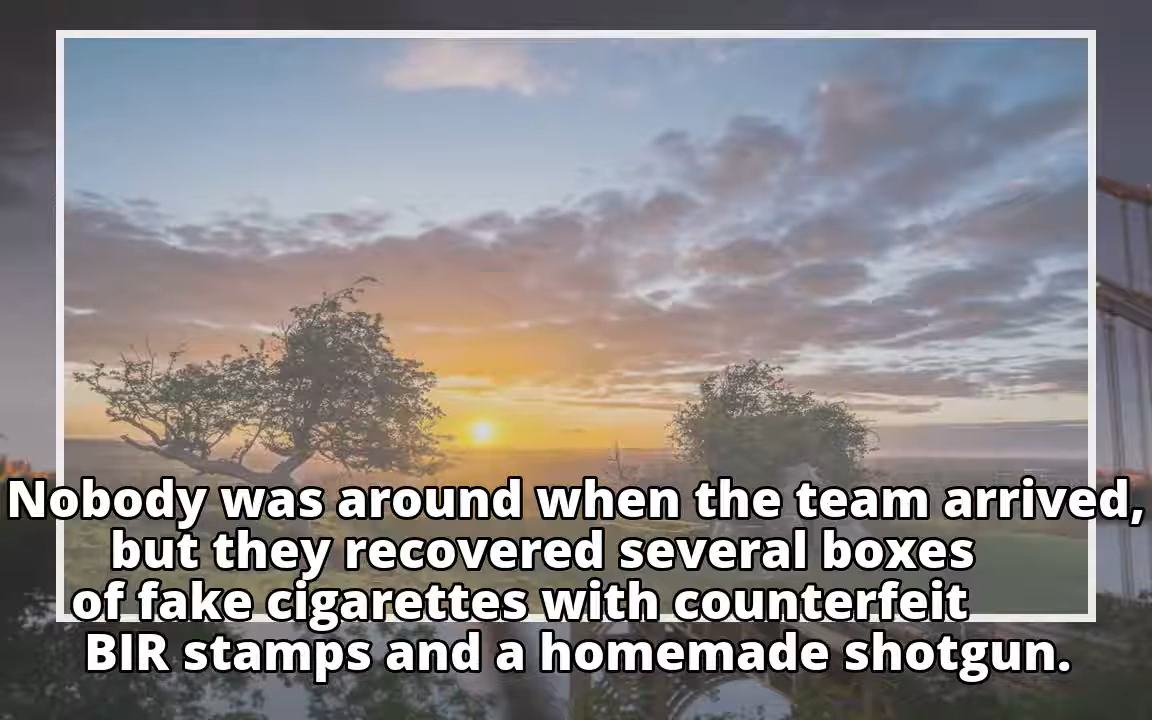 Nobody was around when the team arrived,
but they recovered several boxes
of fake cigarettes with counterfeit
BIR stamps and a homemade shotgun.